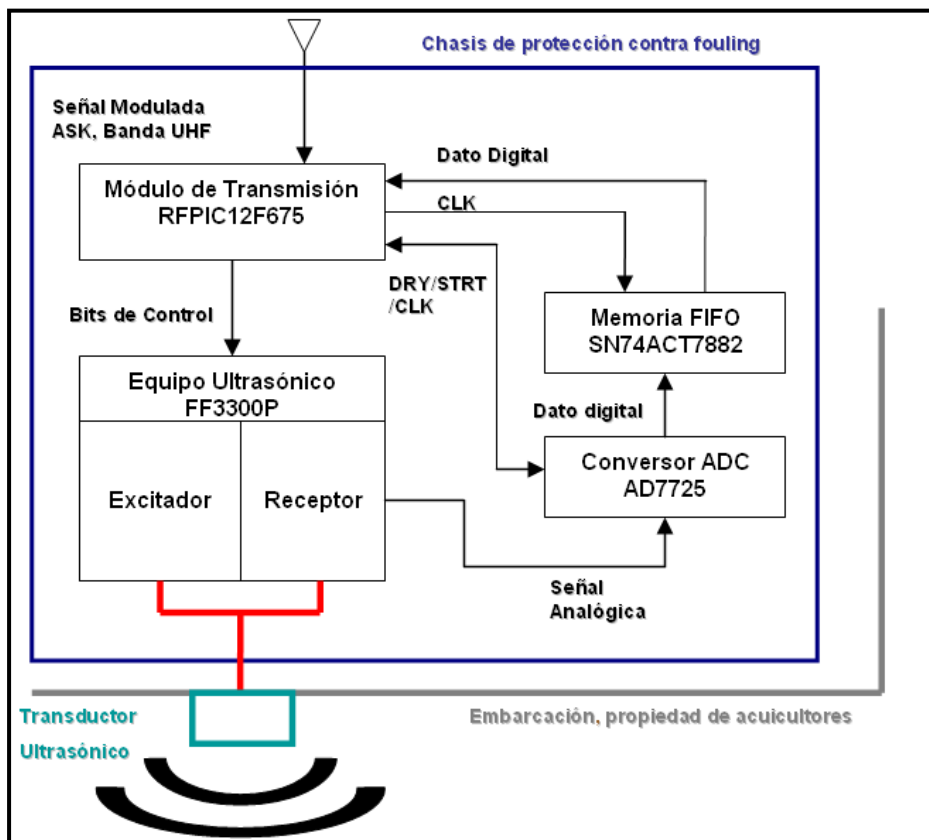 Chasis de protección contra fouling
Señal Modulada
ASK, Banda UHF
Dato Digital
Módulo de Transmisión
RFPIC12F675
CLK
DRY/STRT
/CLK
Bits de Control
Memoria FIFO
SN74ACT7882
Equipo Ultrasónico
FF3300P
Dato digital
Conversor ADC
AD7725
Excitador
Receptor
Señal
Analógica
Transductor
Ultrasónico
Embarcación, propiedad de acuicultores